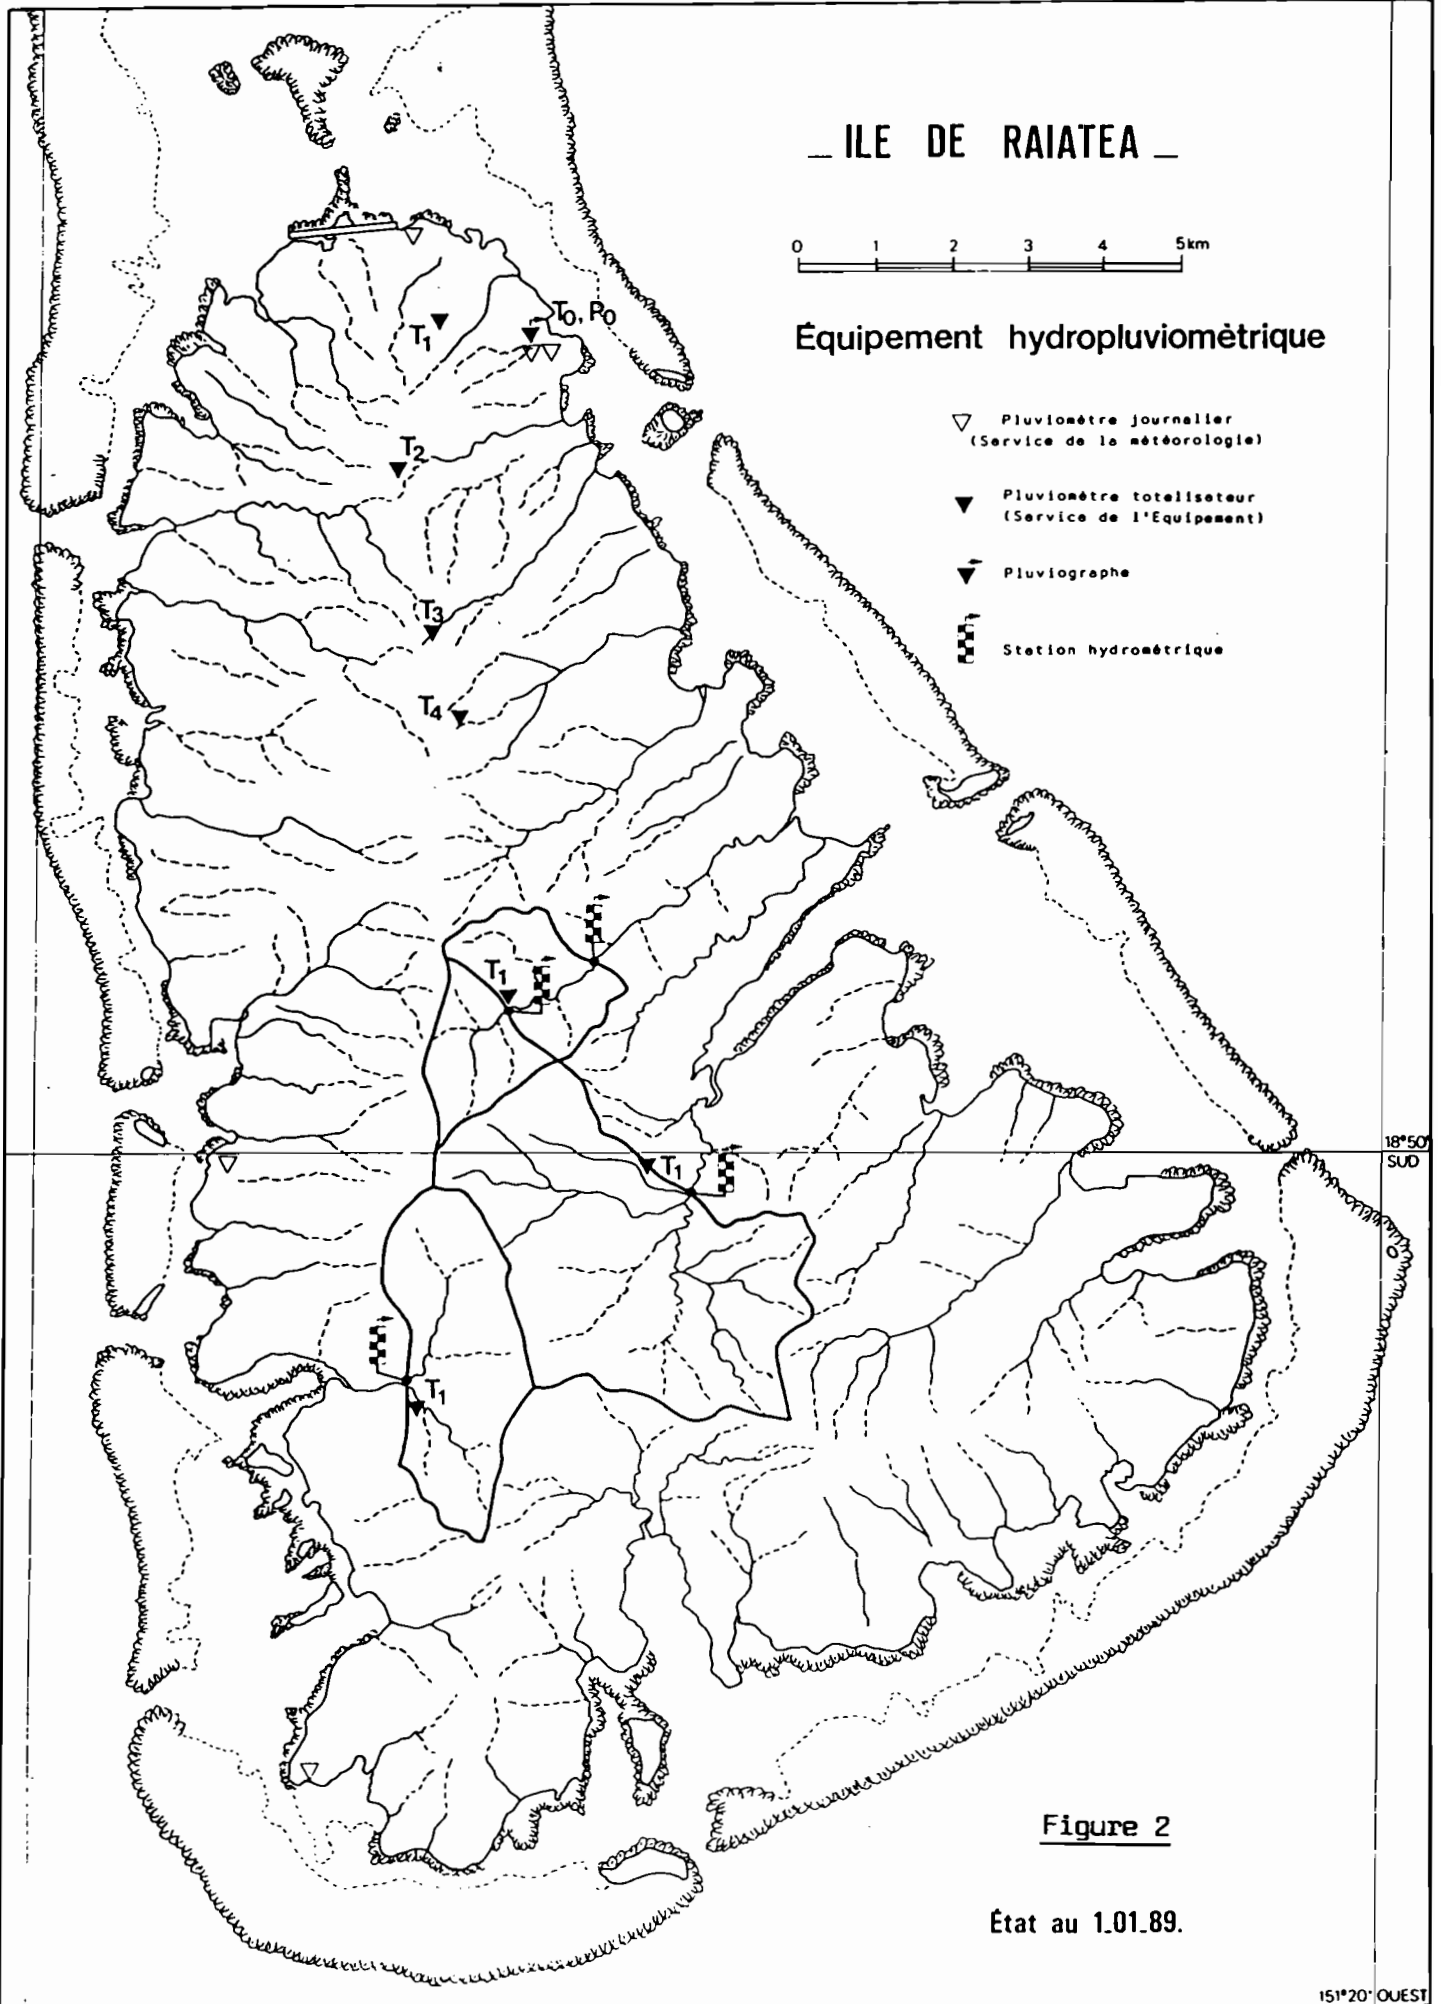 _ ILE DE RAIATEA _
0 1 2 3 4 5km
Équipement hydropluviomètrique
Pluviomètre journalier
(Service de la météorologie)
Pluviomètre totalisateur
(Service de l'Equipement)
Pluviographe
Station hydrométrique
T0, P0
T1
T2
T3
T4
T1
T1
T1
18°50'
SUD
Figure 2
État au 1.01.89.
151°20' OUEST